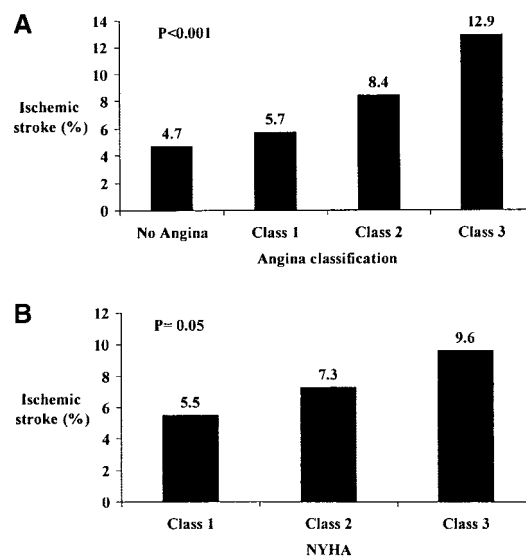 A
P<0.001
14
12
10
8
6
4
2
0
Ischemic
stroke (%)
4.7
5.7
8.4
12.9
No Angina
Class 1
Class 2
Class 3
Angina classification
B
P= 0.05
14
12
10
8
6
4
2
0
Ischemic
stroke (%)
5.5
7.3
9.6
Class 1
Class 2
Class 3
NYHA